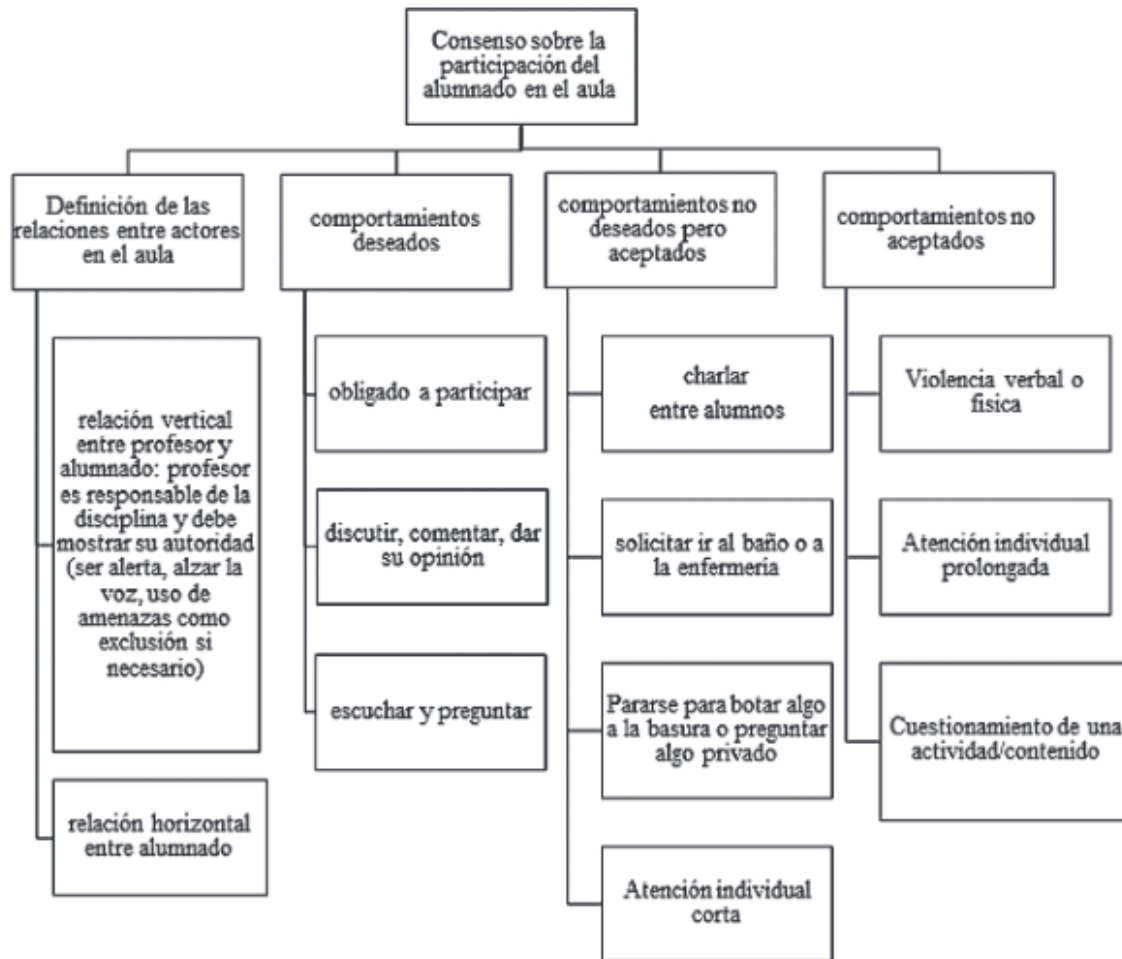 Consenso sobre la
participación del
alumnado en el aula
Definición de las
relaciones entre actores
en el aula
relación vertical
entre profesor y
alumnado: profesor
es responsable de la
disciplina y debe
mostrar su autoridad
(ser alerta, alzar la
voz, uso de
amenazas como
exclusión si
necesario)
relación horizontal
entre alumnado
comportamientos
deseados
obligado a participar
discutir, comentar, dar
su opinión
escuchar y preguntar
comportamientos no
deseados pero
aceptados
charlar
entre alumnos
solicitar ir al baño o a
la enfermería
Pararse para botar algo
a la basura o preguntar
algo privado
Atención individual
corta
comportamientos no
aceptados
Violencia verbal o
fisica
Atención individual
prolongada
Cuestionamiento de una
actividad/contenido